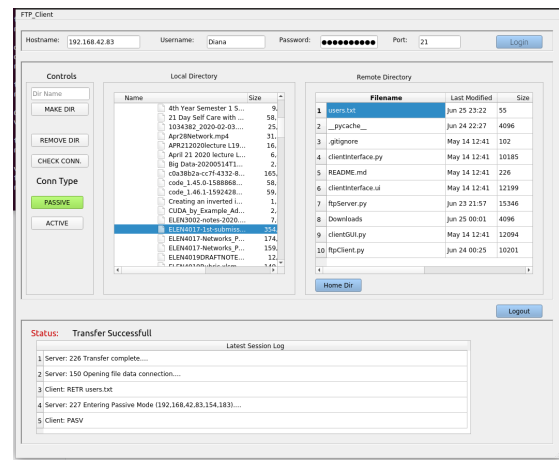 FTP_Client
Hostname: 192.168.42.83 Username: Diana Password: ●●●●●●●●●● Port: 21 Login
Controls
Dir Name
MAKE DIR
REMOVE DIR
CHECK CONN.
Conn Type
PASSIVE
ACTIVE
Local Directory
Name Size
4th Year Semester 1 S... 9,
21 Day Self Care with ... 58,
1034382_2020-02-03.... 25,
Apr28Network.mp4 31,
APR212020lecture L19... 16,
April 21 2020 lecture L... 6,
Big Data-20200514T1... 2,
c0a38b2a-cc7f-4332-8... 165,
code_1.45.0-1588868... 58,
code_1.46.1-1592428... 59,
Creating an inverted i... 1,
CUDA_by_Example_Ad... 2,
ELEN3002-notes-2020.... 7,
ELEN4017-1st-submiss... 354,
ELEN4017-Networks_P... 174,
ELEN4017-Networks_P... 159,
ELEN4019DRAFTNOTE... 12,
Remote Directory
Filename Last Modified Size
1 users.txt Jun 25 23:22 55
2 __pycache__ Jun 24 22:27 4096
3 .gitignore May 14 12:41 102
4 clientInterface.py May 14 12:41 10185
5 README.md May 14 12:41 226
6 clientInterface.ui May 14 12:41 12199
7 ftpServer.py Jun 23 21:57 15346
8 Downloads Jun 25 00:01 4096
9 clientGUI.py May 14 12:41 12094
10 ftpClient.py Jun 24 00:25 10201
Home Dir
Logout
Status: Transfer Successfull
Latest Session Log
1 Server: 226 Transfer complete....
2 Server: 150 Opening file data connection....
3 Client: RETR users.txt
4 Server: 227 Entering Passive Mode (192,168,42,83,154,183)....
5 Client: PASV